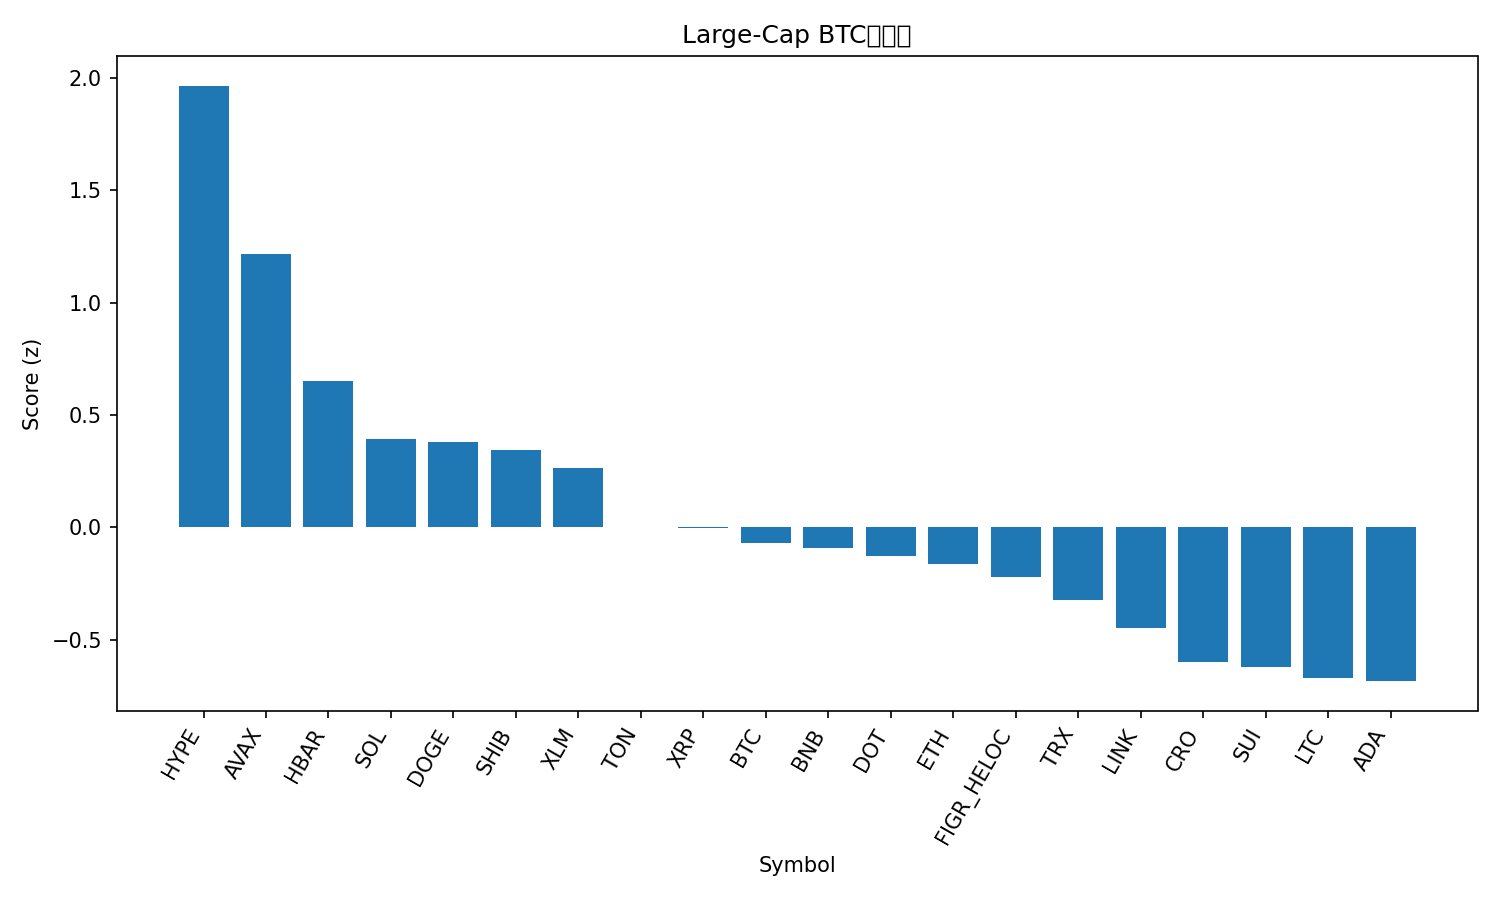 Large-Cap BTC
Score (z)
2.0
1.5
1.0
0.5
0.0
−0.5
HYPE
AVAX
HBAR
SOL
DOGE
SHIB
XLM
TON
XRP
BTC
BNB
DOT
ETH
FIGR_HELOC
TRX
LINK
CRO
SUI
LTC
ADA
Symbol